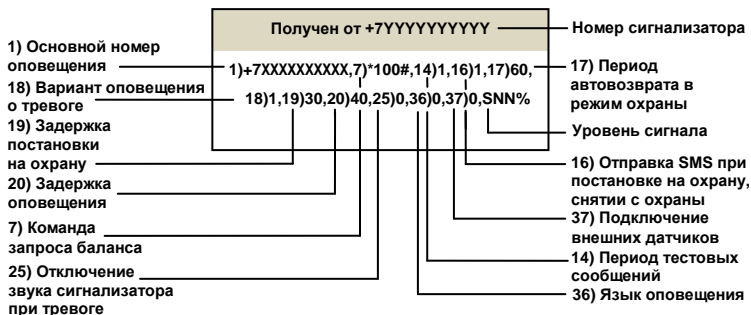 Получен от +7YYYYYYYYYY
Номер сигнализатора
1) Основной номер
оповещения
1)+7XXXXXXXXXX,7)*100#,14)1,16)1,17)60,
18)1,19)30,20)40,25)0,36)0,37)0,SNN%
17) Период
автовозврата в
режим охраны
18) Вариант оповещения
о тревоге
Уровень сигнала
19) Задержка
постановки
на охрану
16) Отправка SMS при
постановке на охрану,
снятии с охраны
20) Задержка
оповещения
37) Подключение
внешних датчиков
7) Команда
запроса баланса
14) Период тестовых
сообщений
25) Отключение
звука сигнализатора
при тревоге
36) Язык оповещения